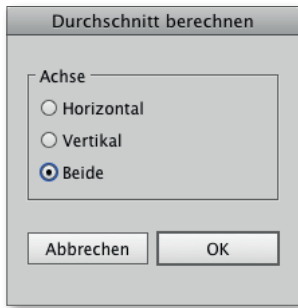 Durchschnitt berechnen
Achse
Horizontal
Vertikal
Beide
Abbrechen OK